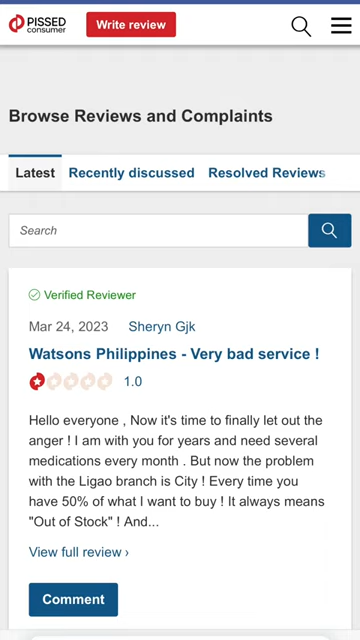 PISSED
consumer
Write review
Browse Reviews and Complaints
Latest Recently discussed Resolved Reviews
Search
Verified Reviewer
Mar 24, 2023 Sheryn Gjk
Watsons Philippines - Very bad service !
1.0
Hello everyone , Now it's time to finally let out the
anger ! I am with you for years and need several
medications every month . But now the problem
with the Ligao branch is City ! Every time you
have 50% of what I want to buy ! It always means
"Out of Stock" ! And...
View full review ›
Comment